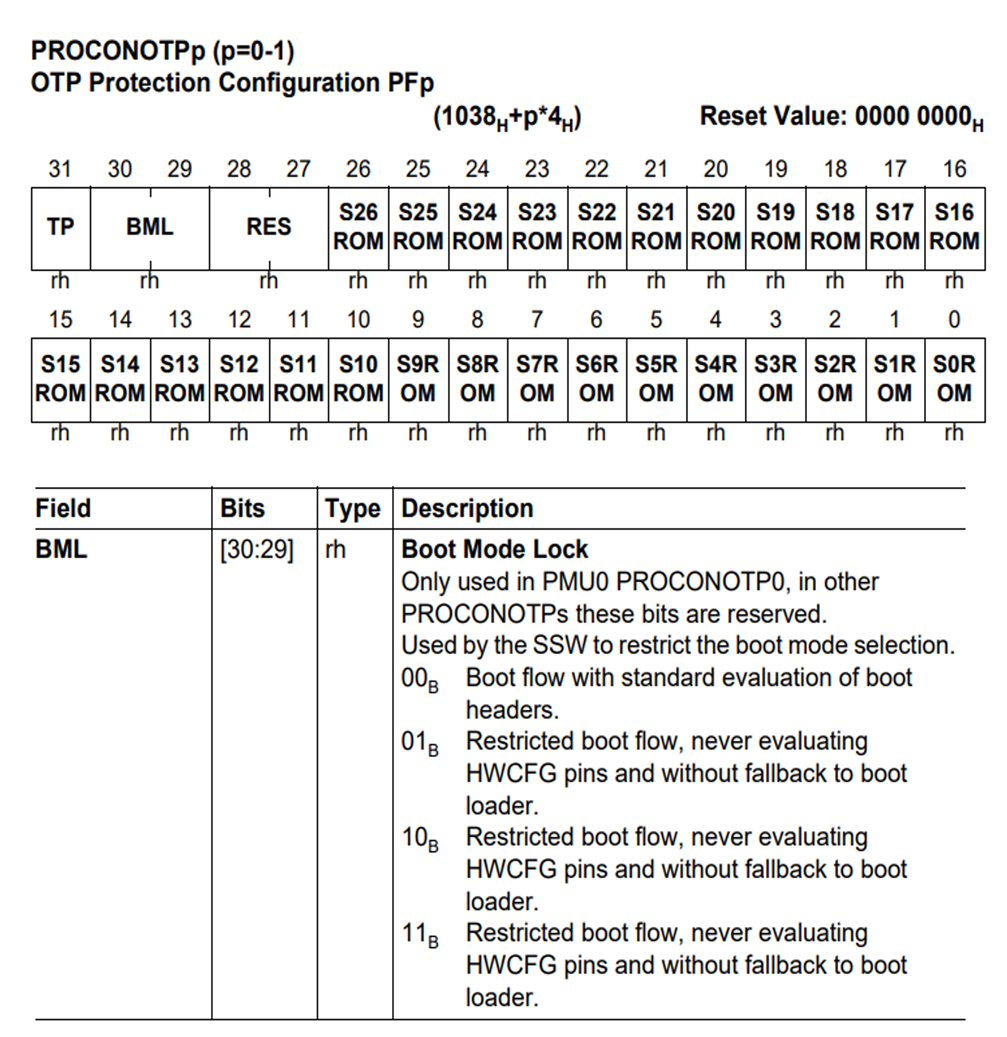 PROCONOTPp (p=0-1)
OTP Protection Configuration PFp
(1038H+p*4H) Reset Value: 0000 0000H
31 30 29 28 27 26 25 24 23 22 21 20 19 18 17 16
TP BML RES S26 S25 S24 S23 S22 S21 S20 S19 S18 S17 S16
ROM ROM ROM ROM ROM ROM ROM ROM ROM ROM ROM
rh rh rh rh rh rh rh rh rh rh rh rh rh rh
15 14 13 12 11 10 9 8 7 6 5 4 3 2 1 0
S15 S14 S13 S12 S11 S10 S9R S8R S7R S6R S5R S4R S3R S2R S1R S0R
ROM ROM ROM ROM ROM ROM OM OM OM OM OM OM OM OM OM OM
rh rh rh rh rh rh rh rh rh rh rh rh rh rh rh rh
Field Bits Type Description
BML [30:29] rh Boot Mode Lock
Only used in PMU0 PROCONOTP0, in other
PROCONOTPs these bits are reserved.
Used by the SSW to restrict the boot mode selection.
00B Boot flow with standard evaluation of boot
headers.
01B Restricted boot flow, never evaluating
HWCFG pins and without fallback to boot
loader.
10B Restricted boot flow, never evaluating
HWCFG pins and without fallback to boot
loader.
11B Restricted boot flow, never evaluating
HWCFG pins and without fallback to boot
loader.